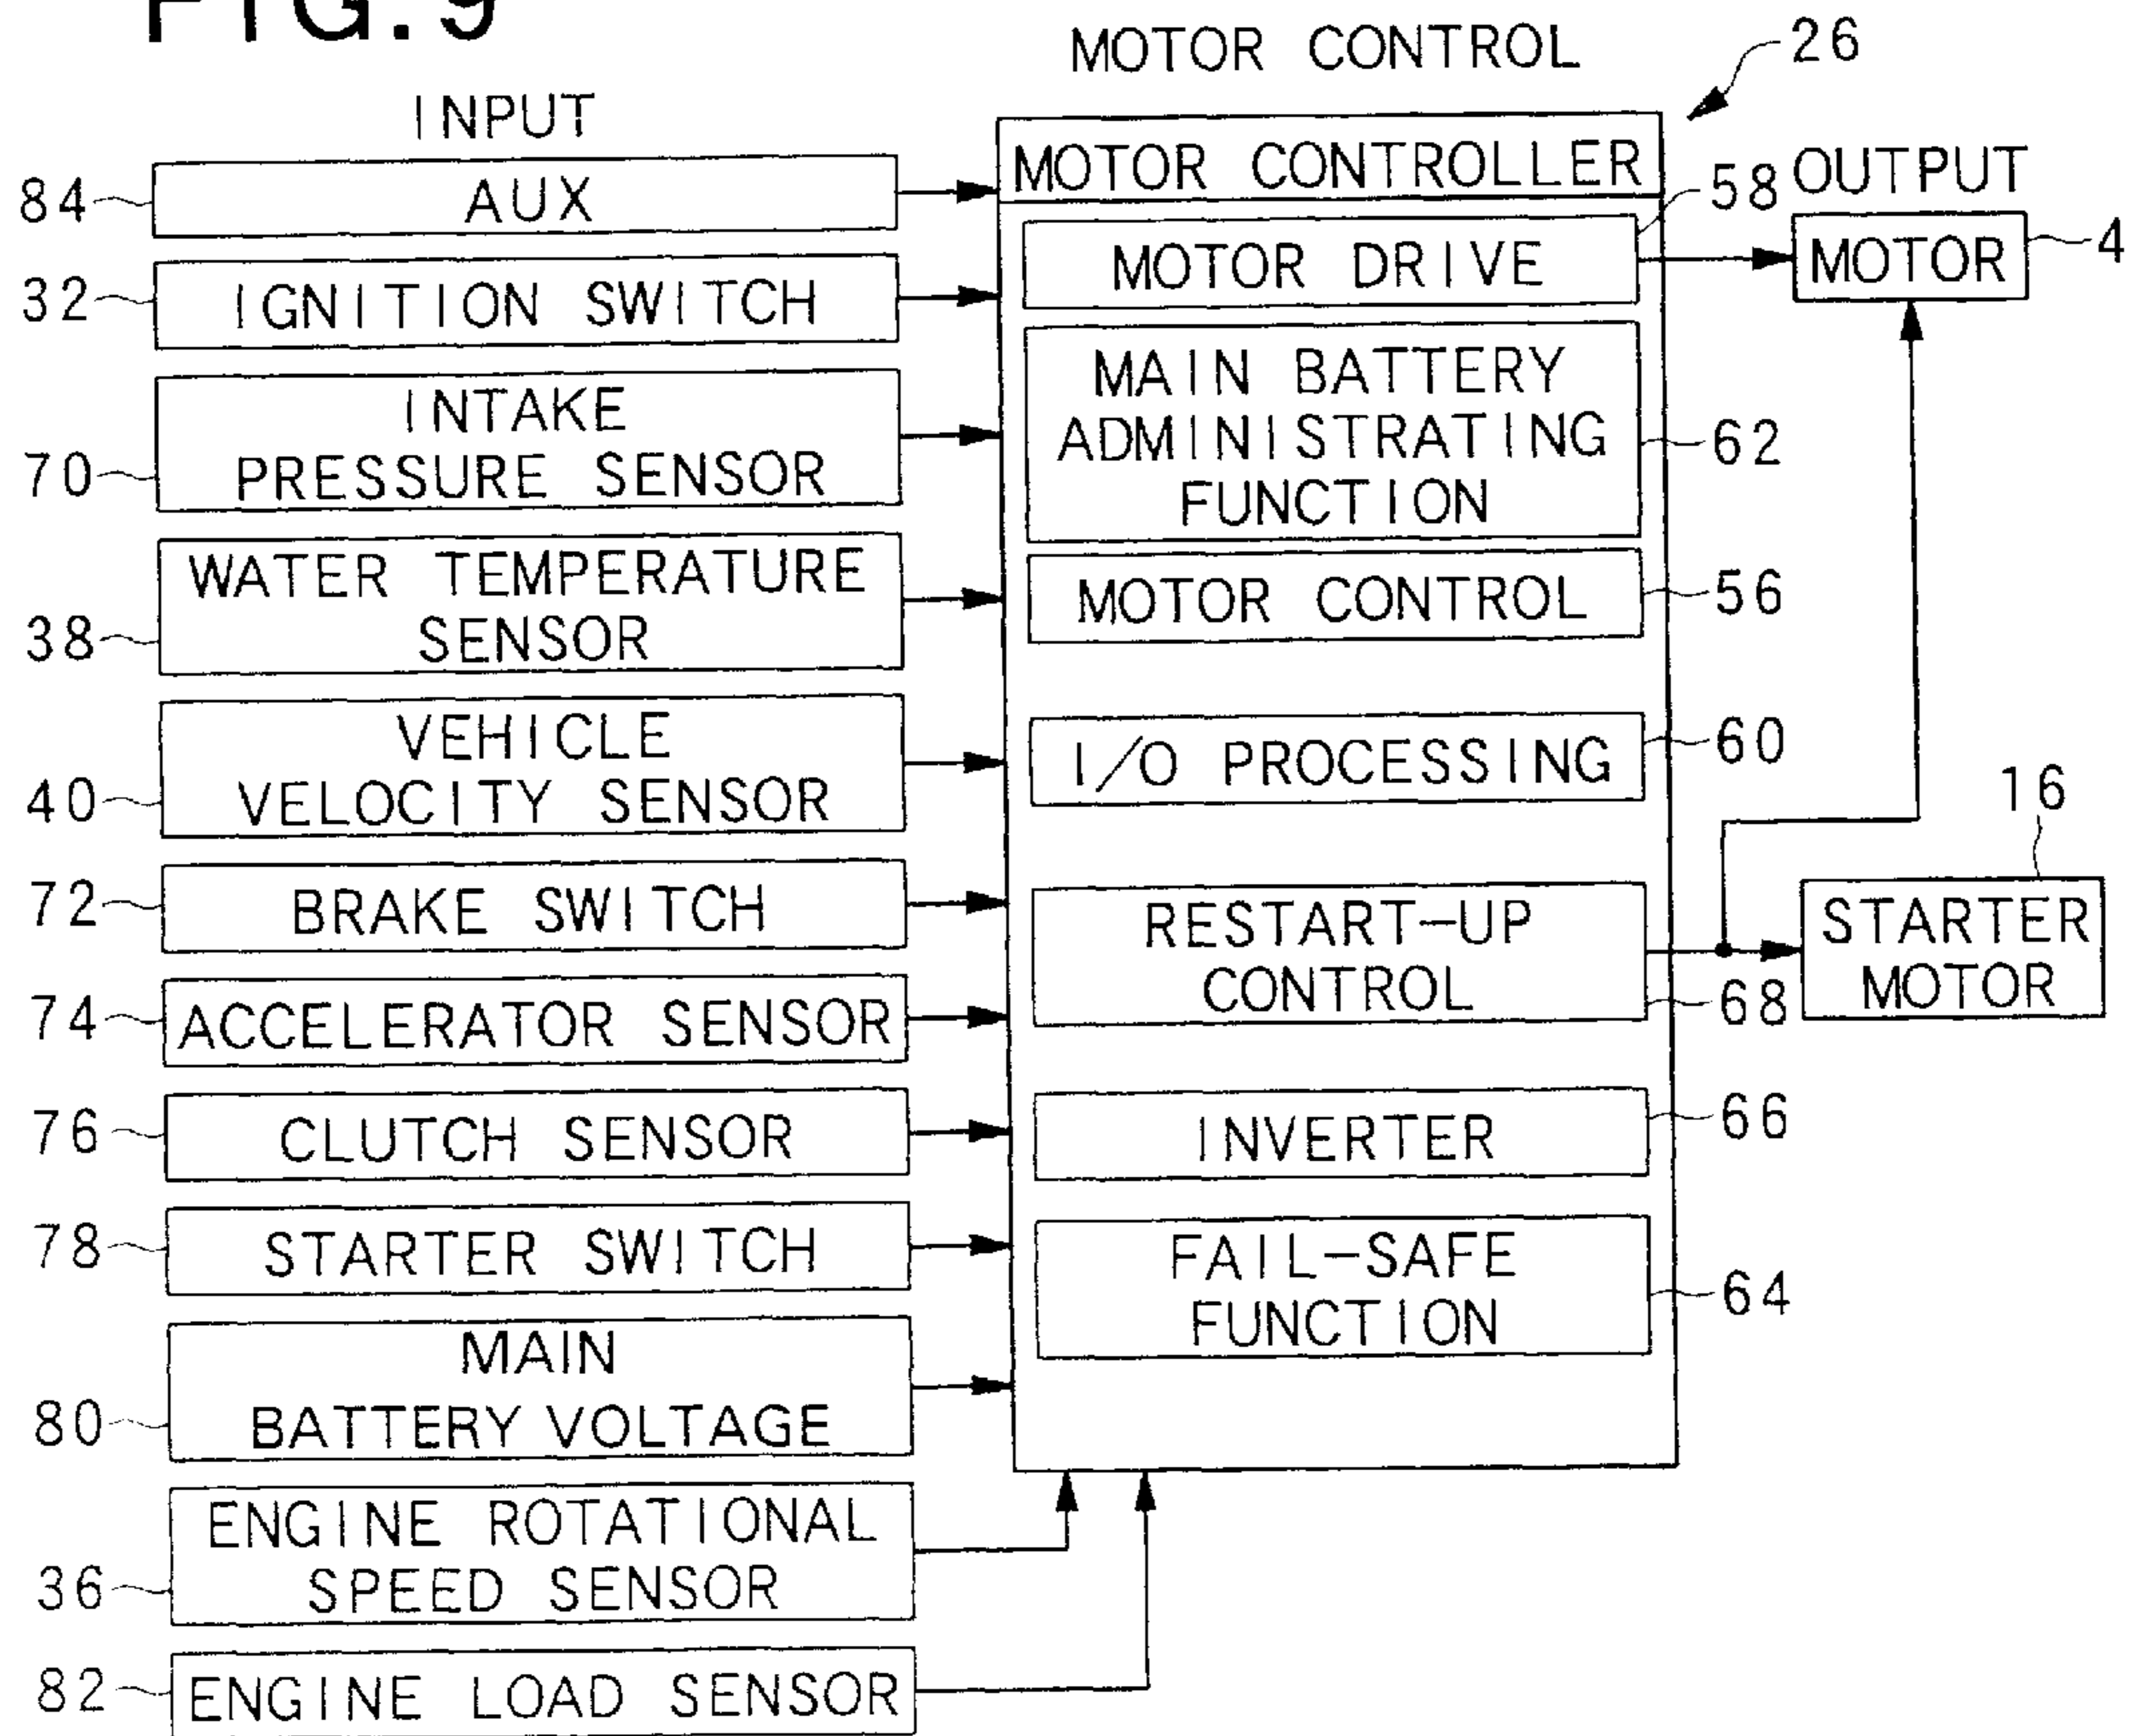 FIG.9
MOTOR CONTROL
26
INPUT
84
AUX
32
IGNITION SWITCH
70
INTAKE
PRESSURE SENSOR
38
WATER TEMPERATURE
SENSOR
40
VEHICLE
VELOCITY SENSOR
72
BRAKE SWITCH
74
ACCELERATOR SENSOR
76
CLUTCH SENSOR
78
STARTER SWITCH
80
MAIN
BATTERY VOLTAGE
36
ENGINE ROTATIONAL
SPEED SENSOR
82
ENGINE LOAD SENSOR
MOTOR CONTROLLER
MOTOR DRIVE
58
MAIN BATTERY
ADMINISTRATING
FUNCTION
62
MOTOR CONTROL
56
I/O PROCESSING
60
RESTART-UP
CONTROL
68
INVERTER
66
FAIL-SAFE
FUNCTION
64
OUTPUT
MOTOR
4
16
STARTER
MOTOR